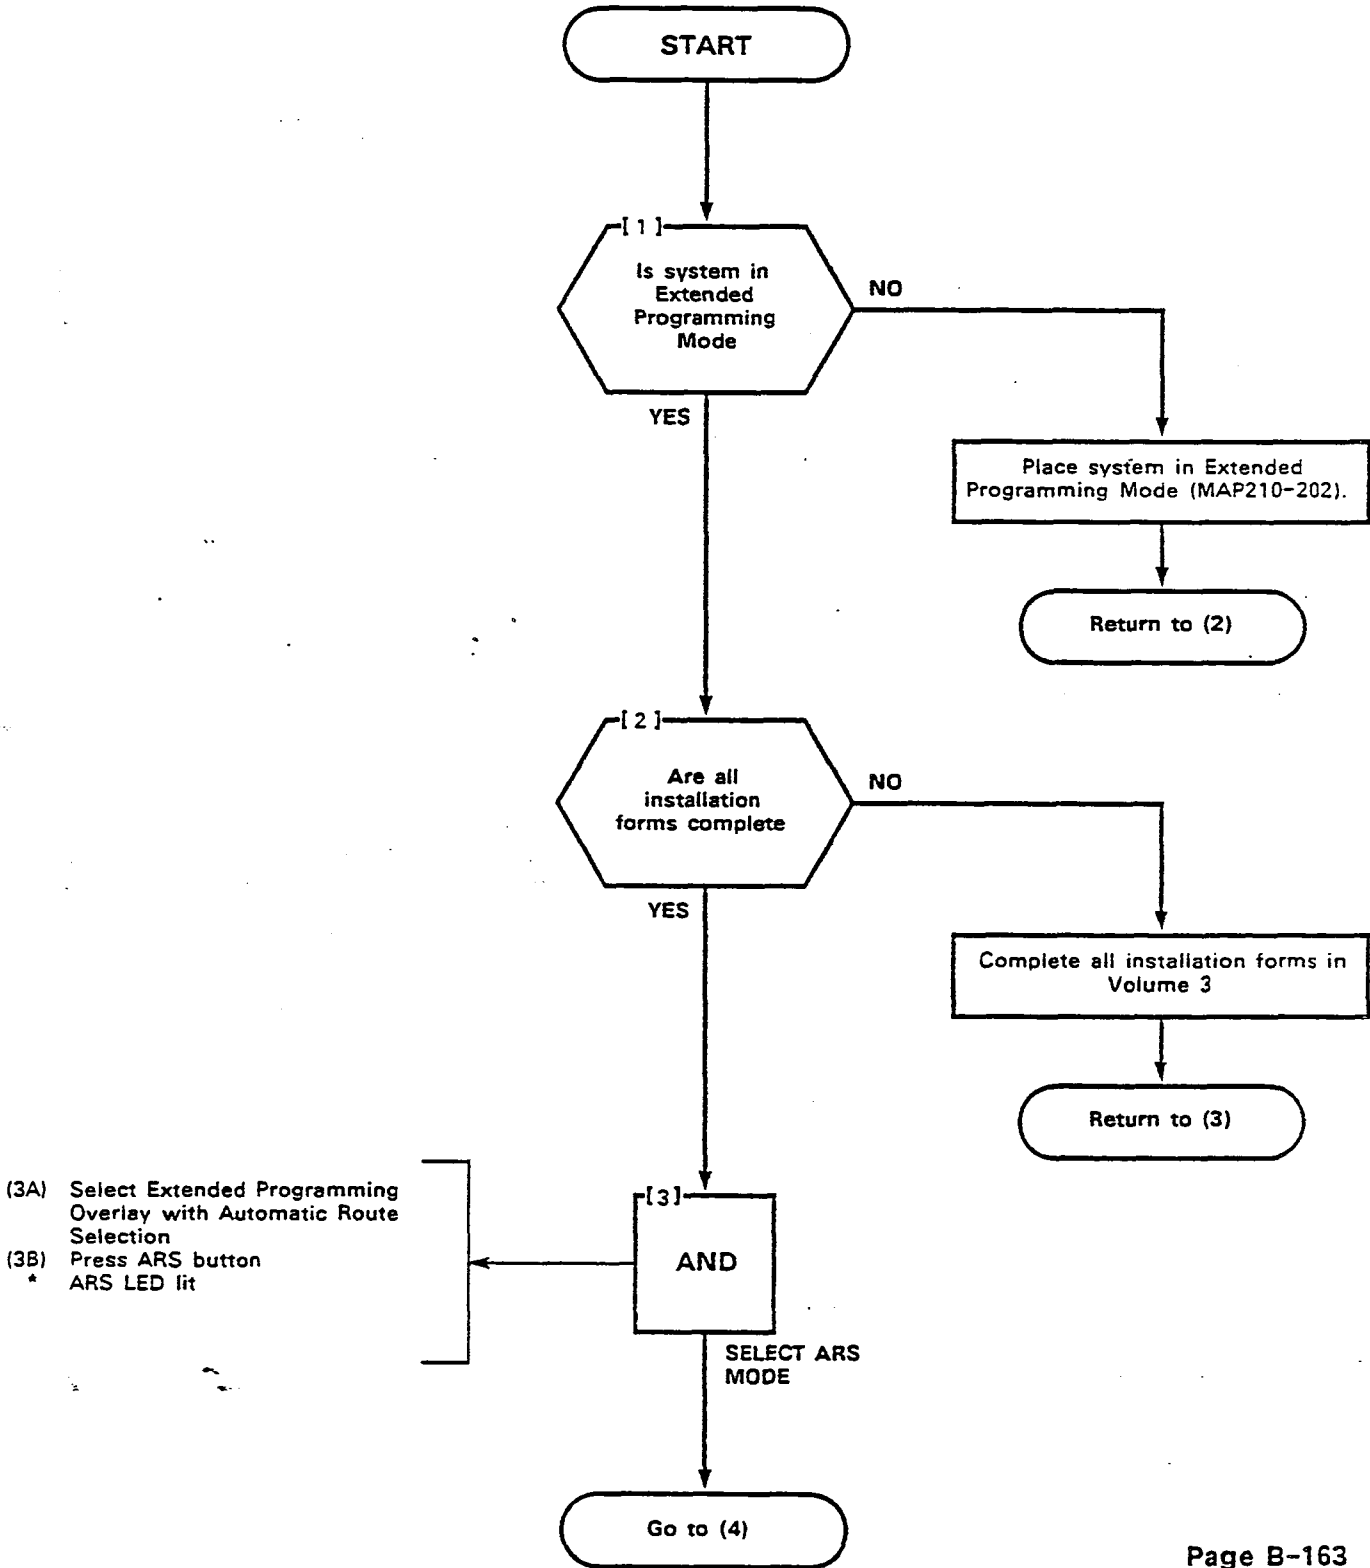 START
[1]
Is system in
Extended
Programming
Mode
NO
YES
Place system in Extended
Programming Mode (MAP210-202).
Return to (2)
[2]
Are all
installation
forms complete
NO
YES
Complete all installation forms in
Volume 3
Return to (3)
(3A) Select Extended Programming
Overlay with Automatic Route
Selection
(3B) Press ARS button
* ARS LED lit
[3]
AND
SELECT ARS
MODE
Go to (4)
Page B-163